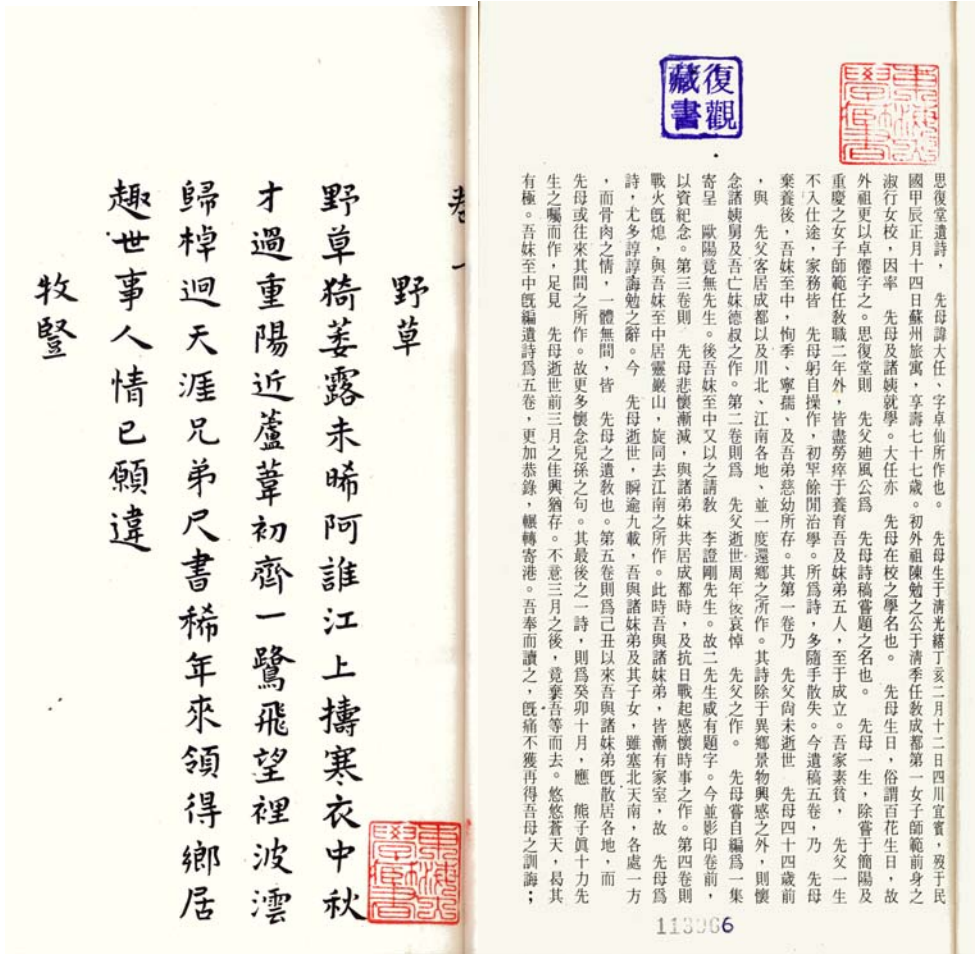 復觀
藏書
思復堂遺詩, 先母諱大任、字卓仙所作也。 先母生于清光緒丁亥二月十二日四川宜賓,歿于民
國甲辰正月十四日蘇州旅寓,享壽七十七歲。初外祖陳勉之公于清季任教成都第一女子師範前身之
淑行女校,因率 先母及諸姨就學。大任亦 先母在校之學名也。 先母生日,俗謂百花生日,故
外祖更以卓僊字之。思復堂則 先父廸風公爲 先母詩稿嘗題之名也。 先母一生,除嘗于簡陽及
重慶之女子師範任敎職二年外,皆盡勞瘁于養育吾及妹弟五人,至于成立。吾家素貧, 先父一生
不入仕途,家務皆 先母躬自操作,初罕餘閒治學。所爲詩,多隨手散失。今遺稿五卷,乃 先母
棄養後,吾妹至中,恂季、寧孺、及吾弟慈幼所存。其第一卷乃 先父尙未逝世 先母四十四歲前
,與 先父客居成都以及川北、江南各地、並一度還鄉之所作。其詩除于異鄉景物興感之外,則懷
念諸姨舅及吾亡妹德叔之作。第二卷則爲 先父逝世周年後哀悼 先父之作。 先母嘗自編爲一集
寄呈 歐陽竟無先生。後吾妹至中又以之請敎 李證剛先生。故二先生咸有題字。今並影印卷前,
以資紀念。第三卷則 先母悲懷漸減,與諸弟妹共居成都時,及抗日戰起感懷時事之作。第四卷則
戰火旣熄,與吾妹至中居靈巖山,旋同去江南之所作。此時吾與諸妹弟,皆漸有家室,故 先母爲
詩,尤多諄諄誨勉之辭。今 先母逝世,瞬逾九載,吾與諸妹弟及其子女,雖塞北天南,各處一方
,而骨肉之情,一體無間,皆 先母之遺敎也。第五卷則爲己丑以來吾與諸妹弟旣散居各地,而
先母或往來其間之所作。故更多懷念兒孫之句。其最後之一詩,則爲癸卯十月,應 熊子眞十力先
生之囑而作,足見 先母逝世前三月之佳興猶存。不意三月之後,竟棄吾等而去。悠悠蒼天,曷其
有極。吾妹至中旣編遺詩爲五卷,更加恭錄,輾轉寄港。吾奉而讀之,旣痛不獲再得吾母之訓誨;
卷一
野草
野草猗萎露未晞阿誰江上擣寒衣中秋
才過重陽近蘆葦初齊一鷺飛望裡波澐
歸棹迥天涯兄弟尺書稀年來領得鄉居
趣世事人情已願違
牧豎